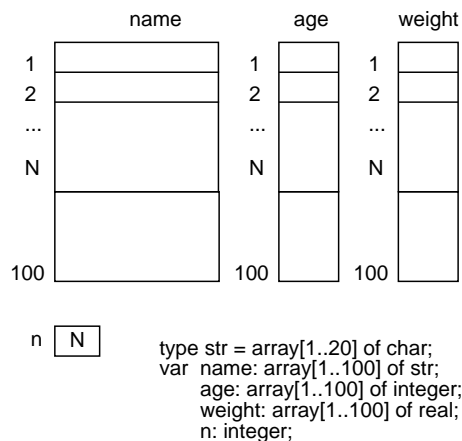 name age weight
1 1 1
2 2 2
... ... ...
N N N
100 100 100
n N
type str = array[1..20] of char;
var name: array[1..100] of str;
age: array[1..100] of integer;
weight: array[1..100] of real;
n: integer;